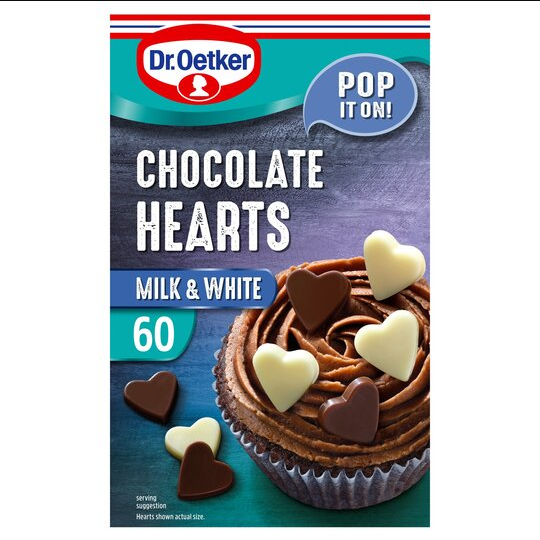 Dr.Oetker
POP
IT ON!
CHOCOLATE
HEARTS
MILK & WHITE
60
serving
suggestion
Hearts shown actual size.